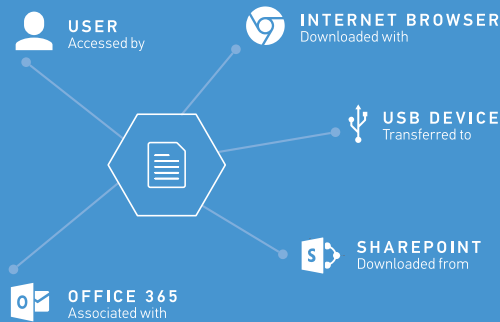 USER
Accessed by
INTERNET BROWSER
Downloaded with
USB DEVICE
Transferred to
S
SHAREPOINT
Downloaded from
O
OFFICE 365
Associated with